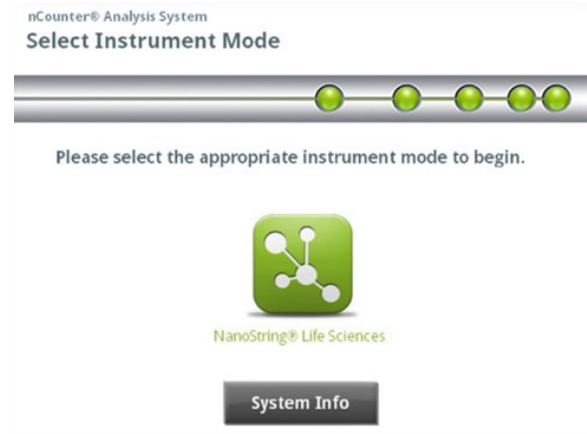 nCounter® Analysis System
Select Instrument Mode
Please select the appropriate instrument mode to begin.
NanoString® Life Sciences
System Info